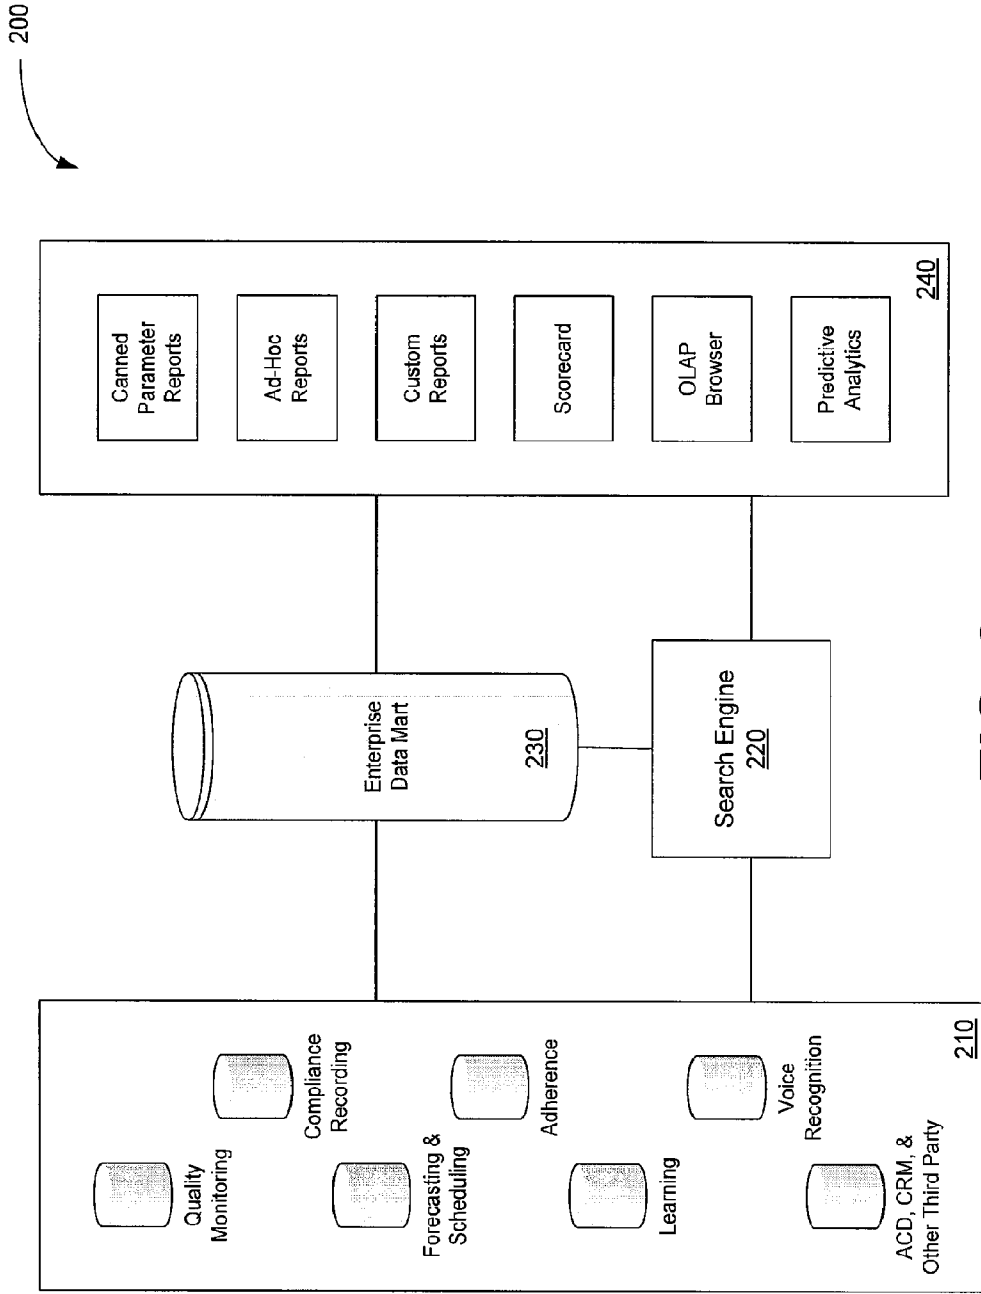 200
Quality
Monitoring
Compliance
Recording
Forecasting &
Scheduling
Adherence
Learning
Voice
Recognition
ACD, CRM, &
Other Third Party
210
Enterprise
Data Mart
230
Search Engine
220
Canned
Parameter
Reports
Ad-Hoc
Reports
Custom
Reports
Scorecard
OLAP
Browser
Predictive
Analytics
240